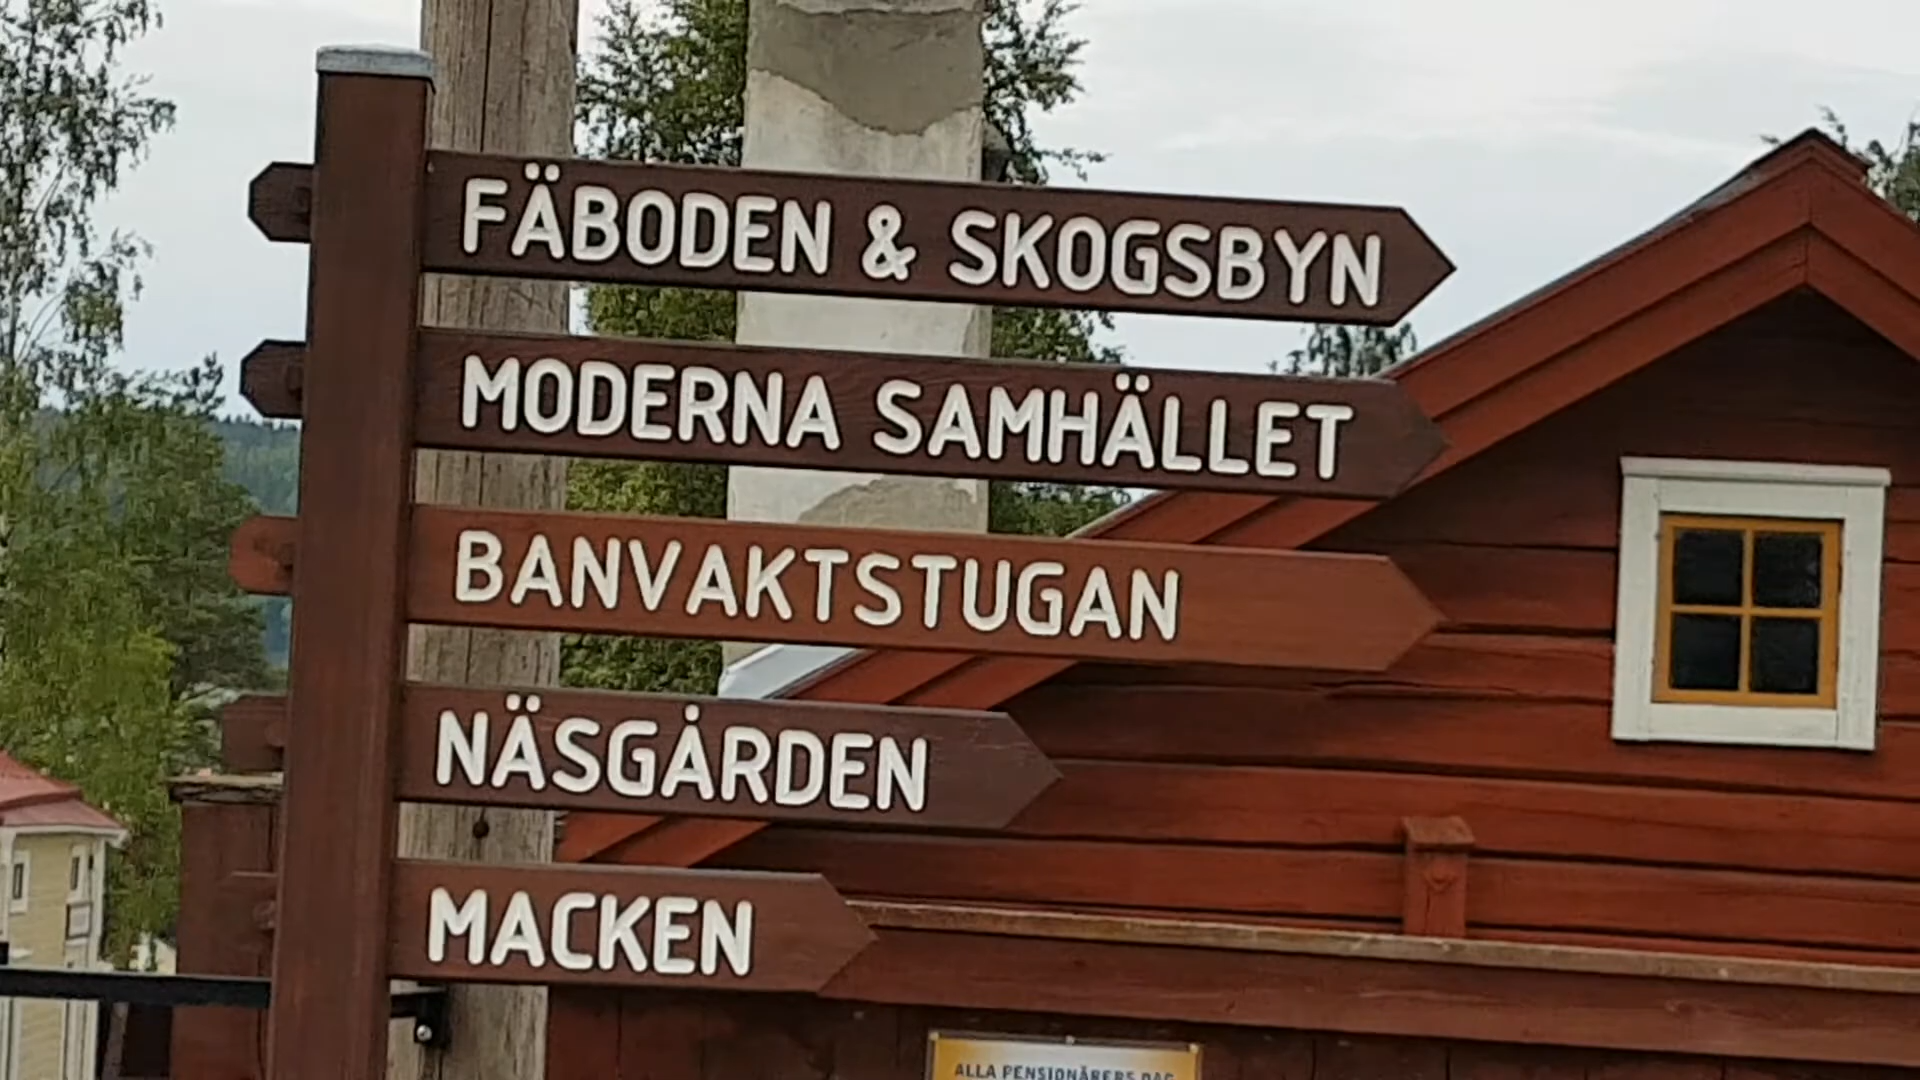 FÄBODEN & SKOGSBYN
MODERNA SAMHÄLLET
BANVAKTSTUGAN
NÄSGÅRDEN
MACKEN
ALLA PENSIONÄRERS DAG